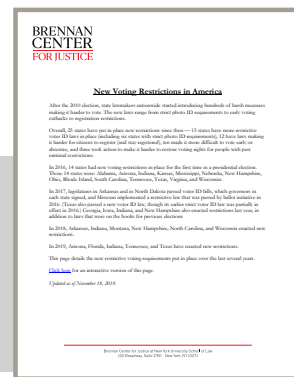 BRENNAN
CENTER
FOR JUSTICE
New Voting Restrictions in America
After the 2010 election, state lawmakers nationwide started introducing hundreds of harsh measures
making it harder to vote. The new laws range from strict photo ID requirements to early voting
cutbacks to registration restrictions.
Overall, 25 states have put in place new restrictions since then — 15 states have more restrictive
voter ID laws in place (including six states with strict photo ID requirements), 12 have laws making
it harder for citizens to register (and stay registered), ten made it more difficult to vote early or
absentee, and three took action to make it harder to restore voting rights for people with past
criminal convictions.
In 2016, 14 states had new voting restrictions in place for the first time in a presidential election.
Those 14 states were: Alabama, Arizona, Indiana, Kansas, Mississippi, Nebraska, New Hampshire,
Ohio, Rhode Island, South Carolina, Tennessee, Texas, Virginia, and Wisconsin.
In 2017, legislatures in Arkansas and in North Dakota passed voter ID bills, which governors in
each state signed, and Missouri implemented a restrictive law that was passed by ballot initiative in
2016. (Texas also passed a new voter ID law, though its earlier strict voter ID law was partially in
effect in 2016.) Georgia, Iowa, Indiana, and New Hampshire also enacted restrictions last year, in
addition to laws that were on the books for previous elections.
In 2018, Arkansas, Indiana, Montana, New Hampshire, North Carolina, and Wisconsin enacted new
restrictions.
In 2019, Arizona, Florida, Indiana, Tennessee, and Texas have enacted new restrictions.
This page details the new restrictive voting requirements put in place over the last several years.
Click here for an interactive version of this page.
Updated as of November 18, 2019.
Brennan Center for Justice at New York University School of Law
120 Broadway, Suite 1750 New York, NY 10271